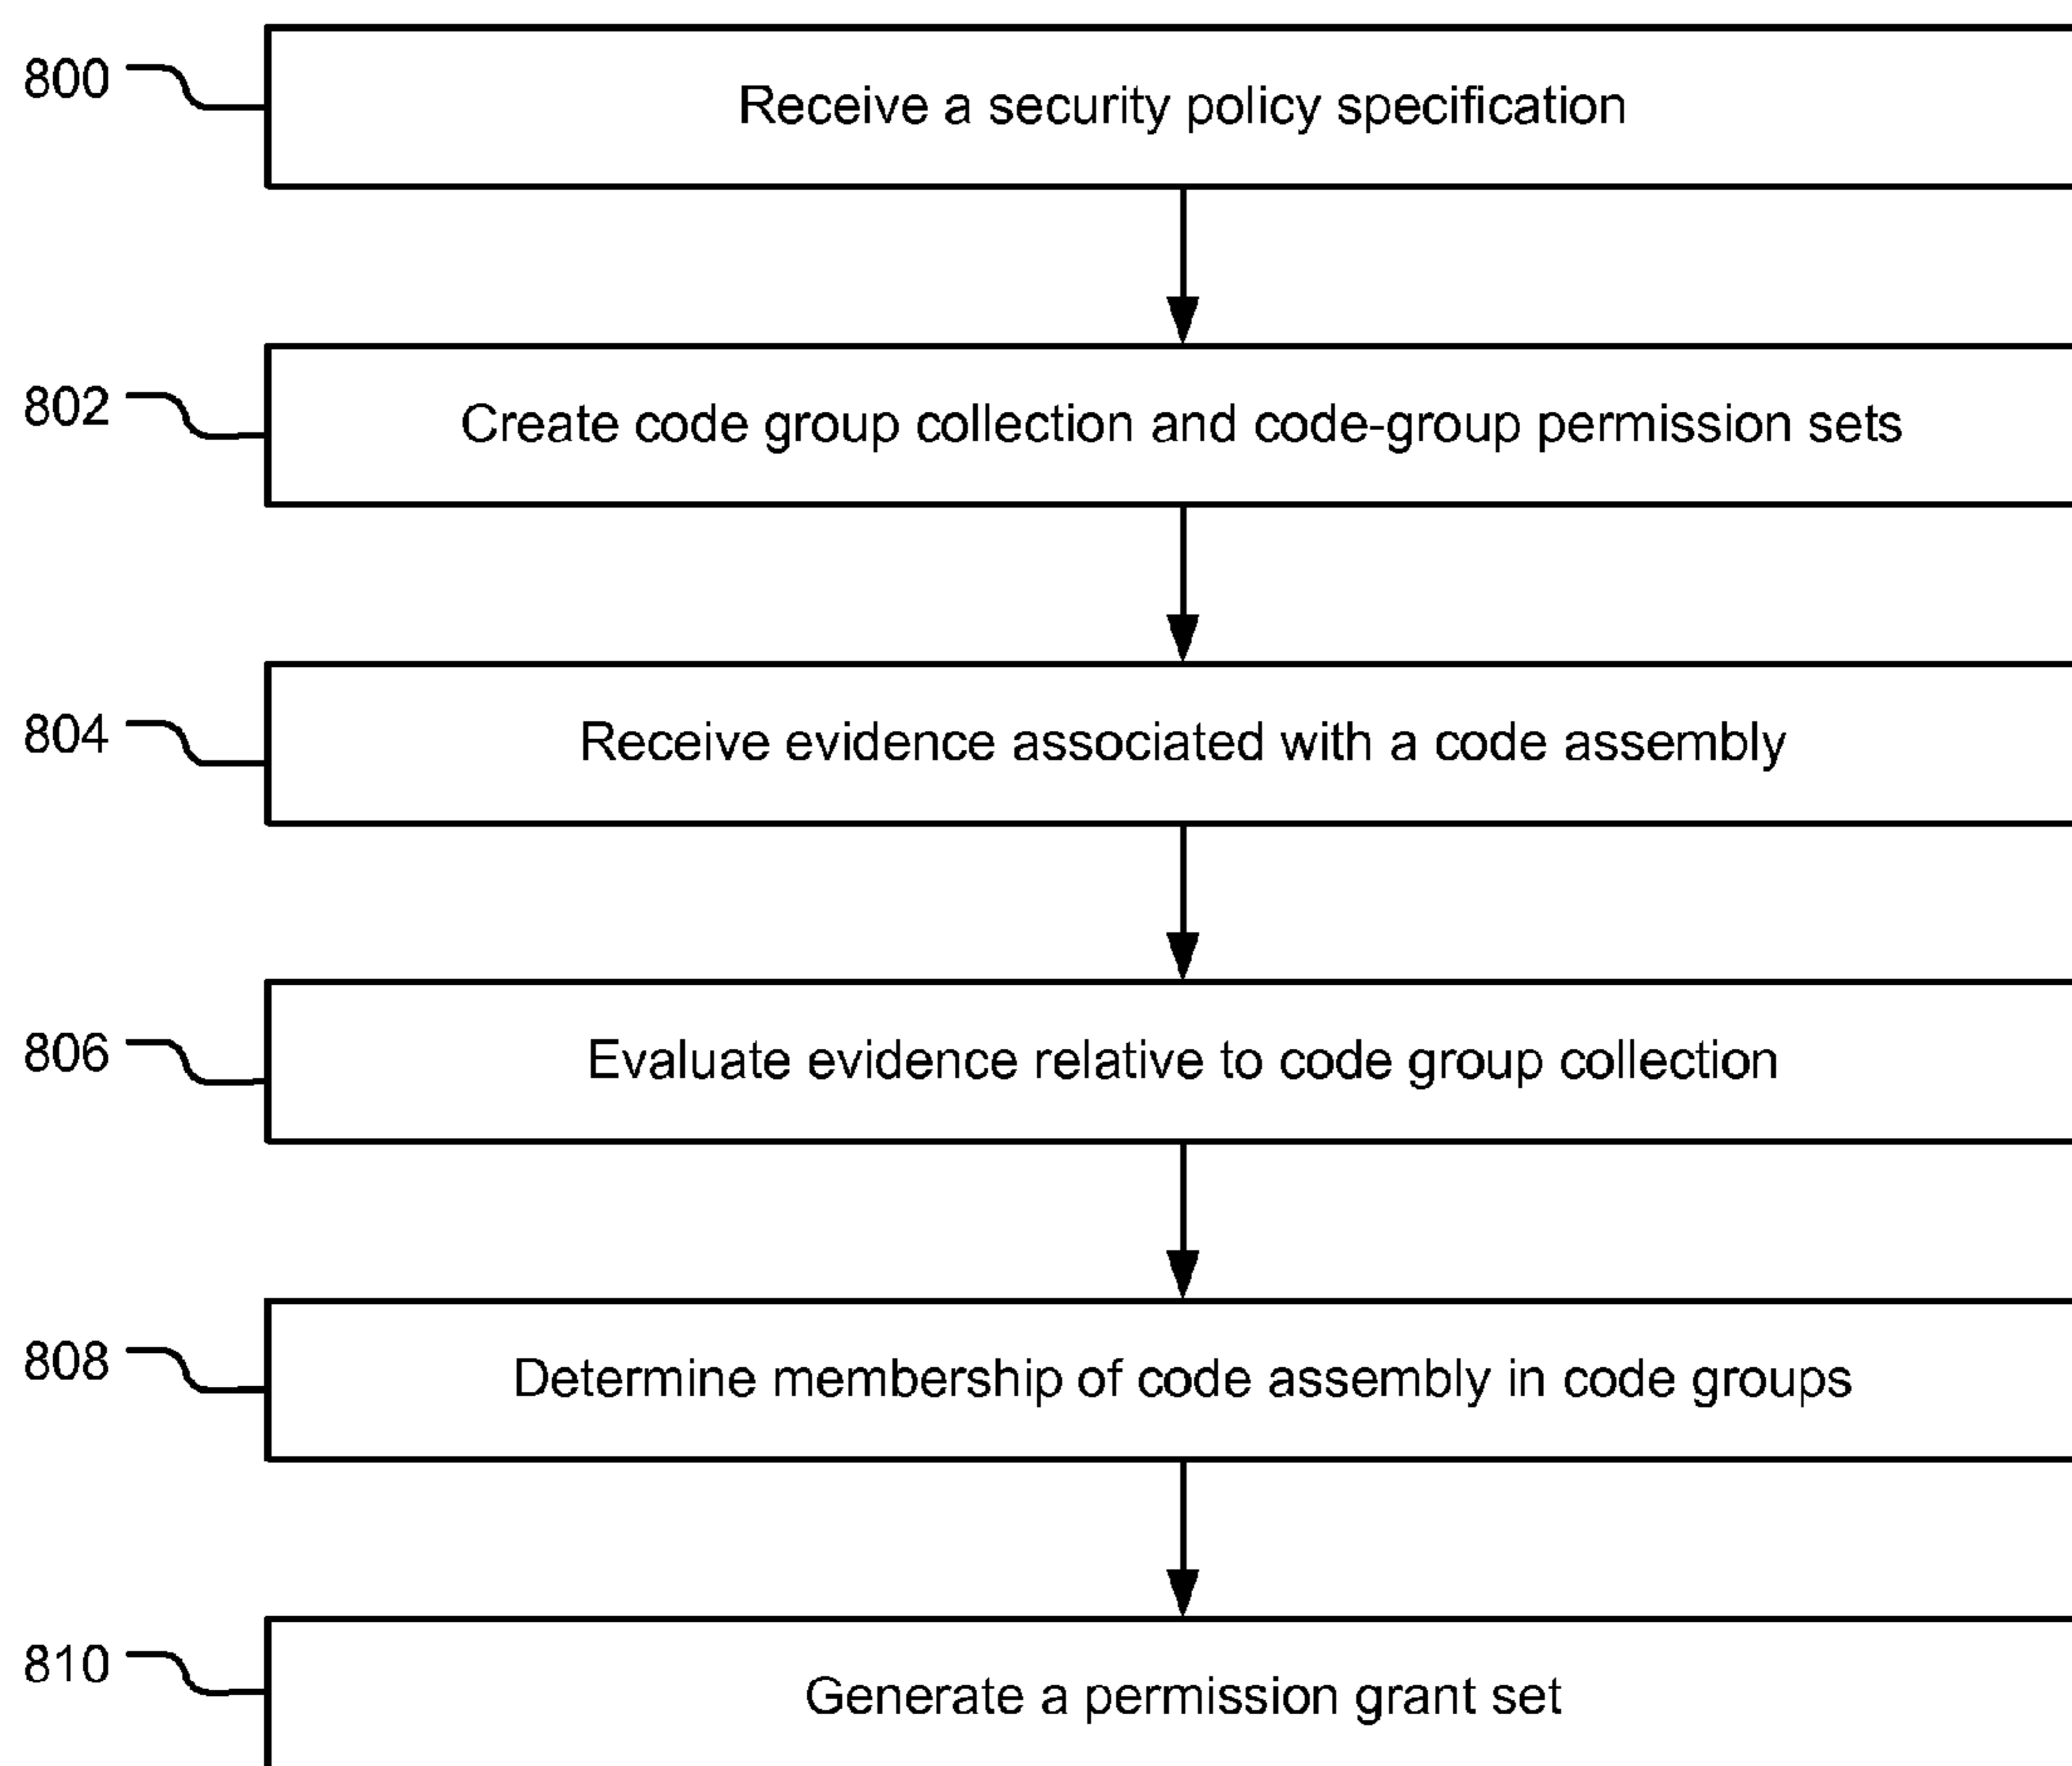 800 Receive a security policy specification
802 Create code group collection and code-group permission sets
804 Receive evidence associated with a code assembly
806 Evaluate evidence relative to code group collection
808 Determine membership of code assembly in code groups
810 Generate a permission grant set